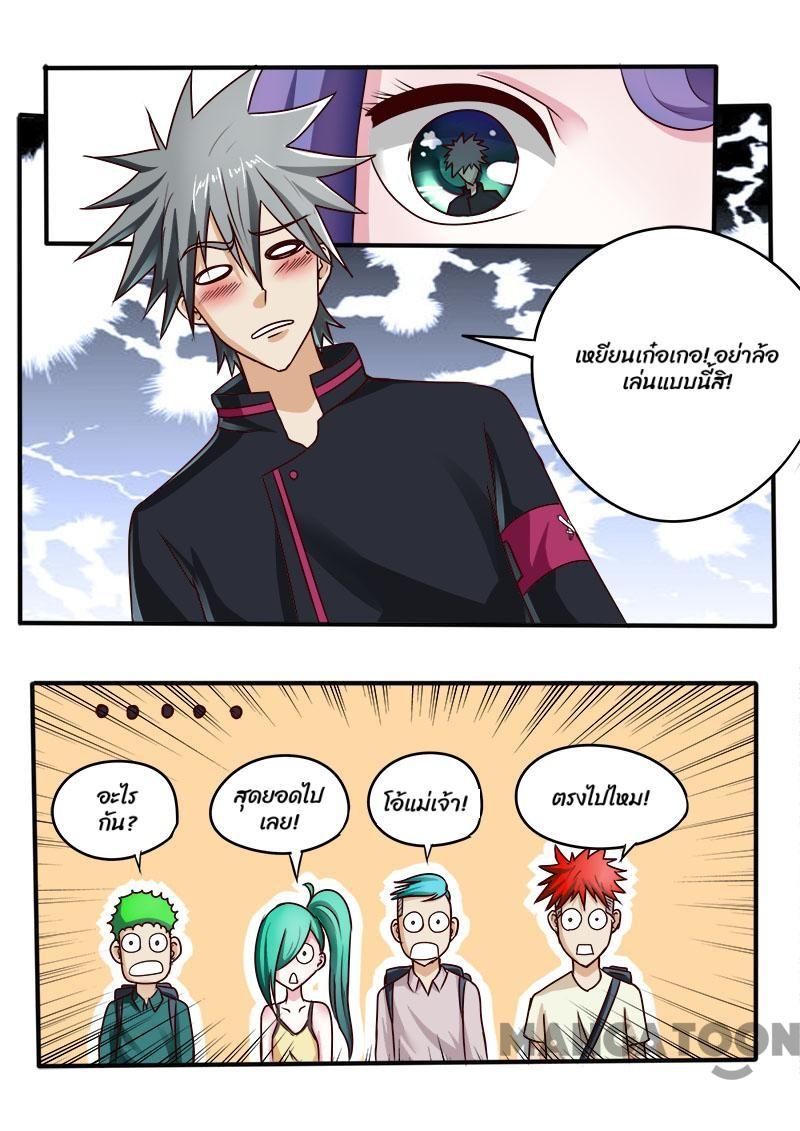 เหยียนเก๋อเกอ! อย่าล้อ
เล่นแบบนี้สิ!
อะไร
กัน?
สุดยอดไป
เลย!
โอ้แม่เจ้า!
ตรงไปไหม!
MANGATOON